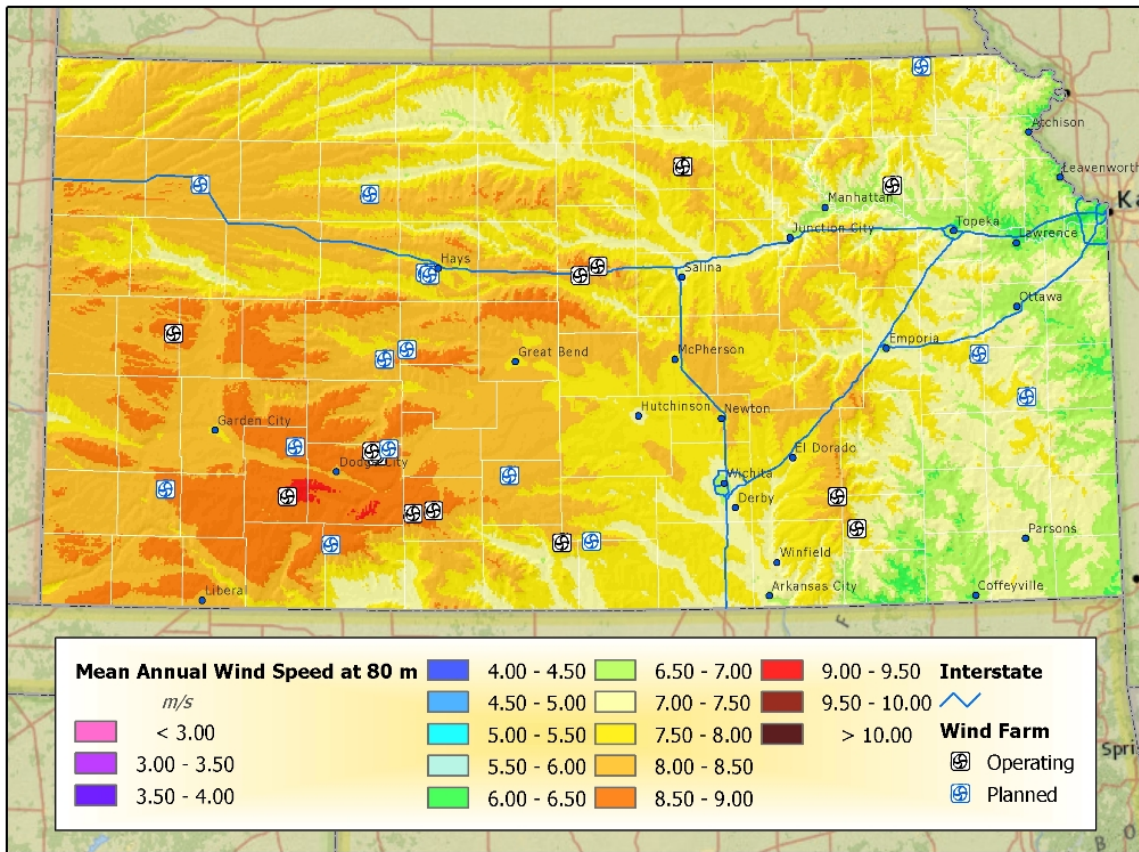 Atchison
Leavenworth
Ka
Manhattan
Topeka
Junction City
Lawrence
Hays
Salina
Ottawa
Emporia
Great Bend
McPherson
Garden City
Hutchinson
Newton
El Dorado
Dodge City
Wichita
Derby
Parsons
Winfield
Liberal
Arkansas City
Coffeyville
F
Mean Annual Wind Speed at 80 m
m/s
< 3.00
3.00 - 3.50
3.50 - 4.00
4.00 - 4.50
4.50 - 5.00
5.00 - 5.50
5.50 - 6.00
6.00 - 6.50
6.50 - 7.00
7.00 - 7.50
7.50 - 8.00
8.00 - 8.50
8.50 - 9.00
9.00 - 9.50
9.50 - 10.00
> 10.00
Interstate
Wind Farm
Operating
Planned
Spri
B O